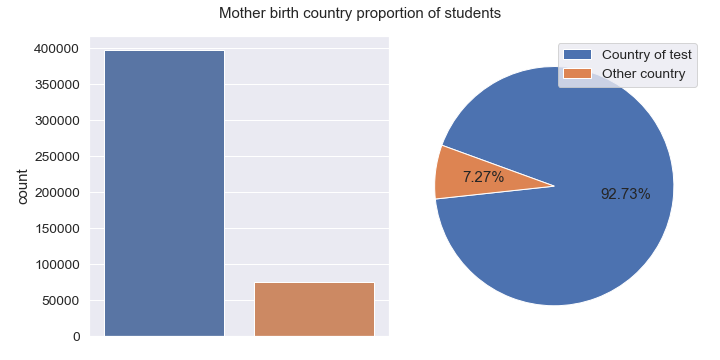 Mother birth country proportion of students
count
400000
350000
300000
250000
200000
150000
100000
50000
0
Country of test
Other country
7.27%
92.73%